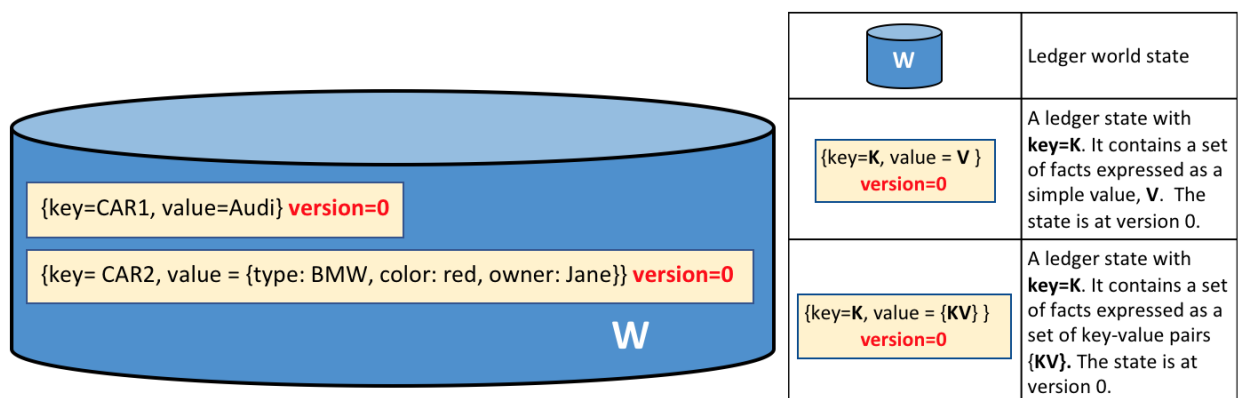 {key=CAR1, value=Audi} version=0
{key= CAR2, value = {type: BMW, color: red, owner: Jane}} version=0
W
W
Ledger world state
{key=K, value = V }
version=0
A ledger state with
key=K. It contains a set
of facts expressed as a
simple value, V.  The
state is at version 0.
{key=K, value = {KV} }
version=0
A ledger state with
key=K. It contains a set
of facts expressed as a
set of key-value pairs
{KV}. The state is at
version 0.